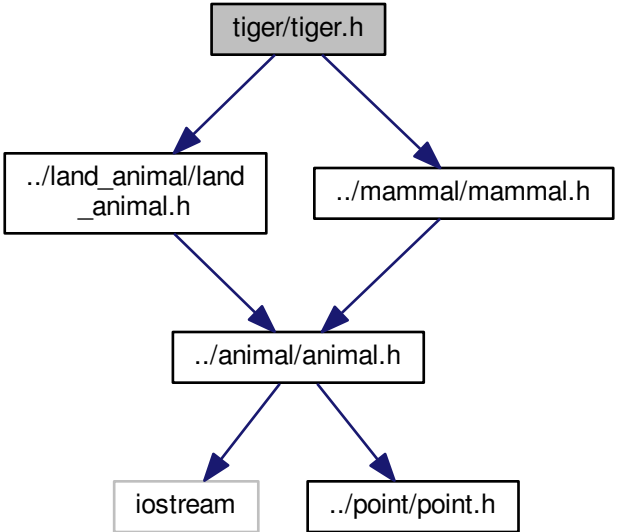 tiger/tiger.h
../land_animal/land
_animal.h
../mammal/mammal.h
../animal/animal.h
iostream
../point/point.h